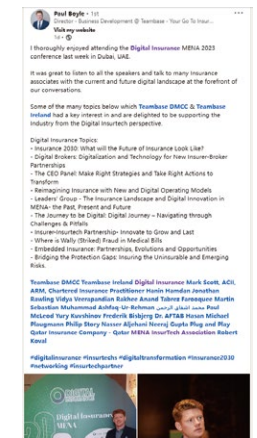 Paul Boyle • 1st
Director - Business Development @ Teambase - Your Go To Insur...
Visit my website
1d •
I thoroughly enjoyed attending the Digital Insurance MENA 2023
conference last week in Dubai, UAE.
It was great to listen to all the speakers and talk to many Insurance
associates with the current and future digital landscape at the forefront of
our conversations.
Some of the many topics below which Teambase DMCC & Teambase
Ireland had a key interest in and are delighted to be supporting the
Industry from the Digital Insurtech perspective.
Digital Insurance Topics:
- Insurance 2030: What will the Future of Insurance Look Like?
- Digital Brokers: Digitalization and Technology for New Insurer-Broker
Partnerships
- The CEO Panel: Make Right Strategies and Take Right Actions to
Transform
- Reimagining Insurance with New and Digital Operating Models
- Leaders' Group - The Insurance Landscape and Digital Innovation in
MENA- the Past, Present and Future
- The Journey to be Digital: Digital Journey – Navigating through
Challenges & Pitfalls
- Insurer-Insurtech Partnership- Innovate to Grow and Last
- Where is Wally (Striked) Fraud in Medical Bills
- Embedded Insurance: Partnerships, Evolutions and Opportunities
- Bridging the Protection Gaps: Insuring the Uninsurable and Emerging
Risks.
Teambase DMCC Teambase Ireland Digital Insurance Mark Scott, ACII,
ARM, Chartered Insurance Practitioner Hanin Hamdan Jonathan
Rawling Vidya Veerapandian Rakhee Anand Tabrez Farooquee Martin
Sebastian Muhammad Ashfaq Ur-Rehman محمد اشفاق الرحمن Paul
McLeod Yury Kuvshinov Frederik Bisbjerg Dr. AFTAB Hasan Michael
Plaugmann Philip Story Nasser Aljehani Neeraj Gupta Plug and Play
Qatar Insurance Company - Qatar MENA InsurTech Association Robert
Koval
#digitalinsurance #insurtechs #digitaltransformation #insurance2030
#networking #insurtechpartner
Digital Insurance
MENA